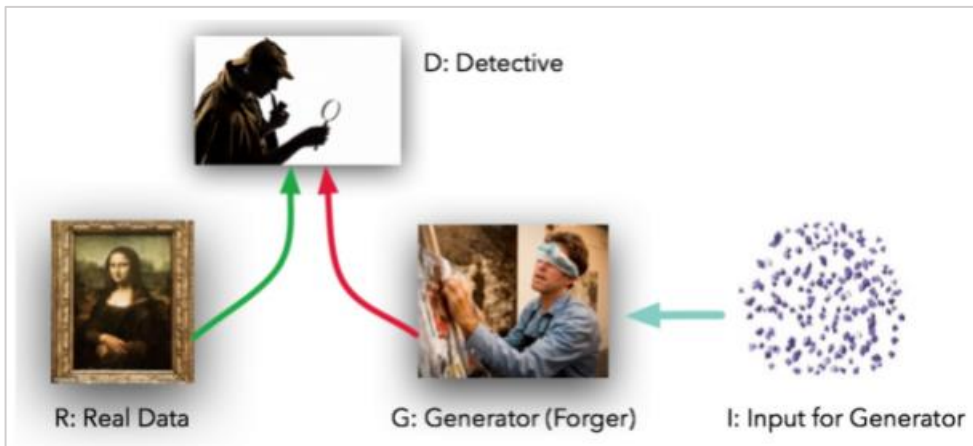 D: Detective
R: Real Data
G: Generator (Forger)
I: Input for Generator